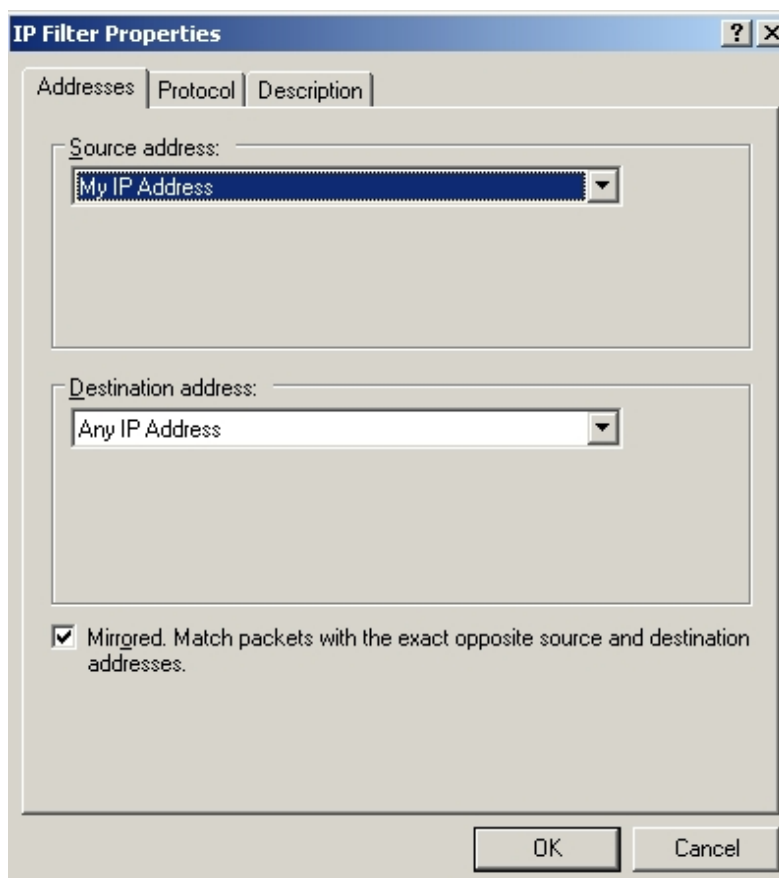 IP Filter Properties
Addresses Protocol Description
Source address:
My IP Address
Destination address:
Any IP Address
Mirrored. Match packets with the exact opposite source and destination
addresses.
OK Cancel